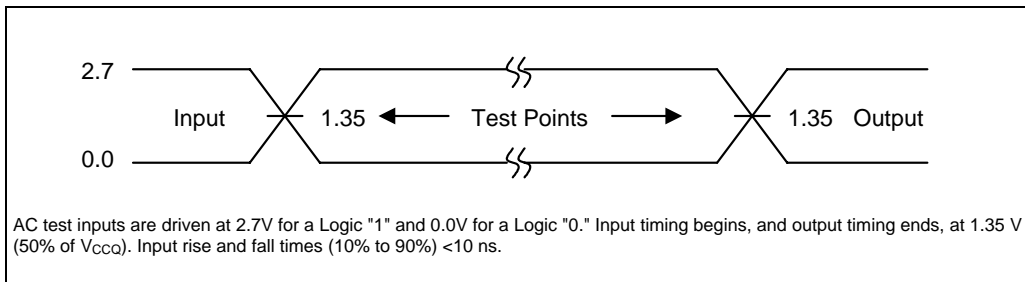 2.7
Input 1.35 Test Points 1.35 Output
0.0
AC test inputs are driven at 2.7V for a Logic "1" and 0.0V for a Logic "0." Input timing begins, and output timing ends, at 1.35 V
(50% of VCCQ). Input rise and fall times (10% to 90%) <10 ns.